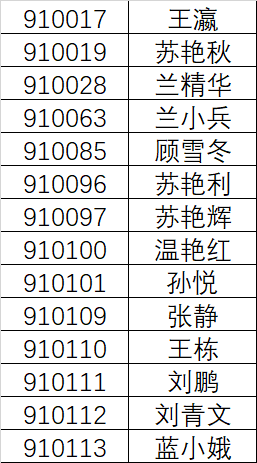 910017 王瀛
910019 苏艳秋
910028 兰精华
910063 兰小兵
910085 顾雪冬
910096 苏艳利
910097 苏艳辉
910100 温艳红
910101 孙悦
910109 张静
910110 王栋
910111 刘鹏
910112 刘青文
910113 蓝小娥